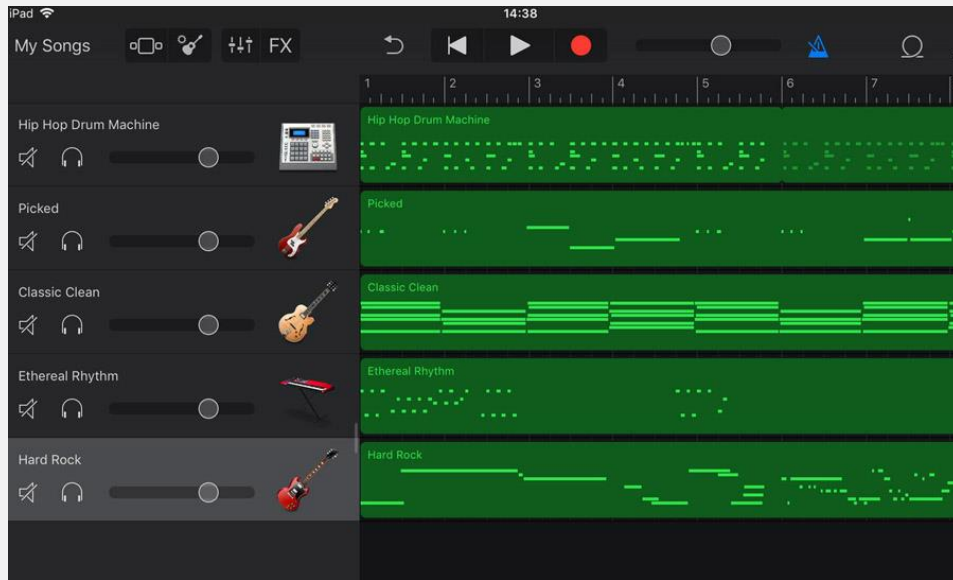 iPad 14:38
My Songs FX
1 2 3 4 5 6 7
Hip Hop Drum Machine Hip Hop Drum Machine
Picked Picked
Classic Clean Classic Clean
Ethereal Rhythm Ethereal Rhythm
Hard Rock Hard Rock